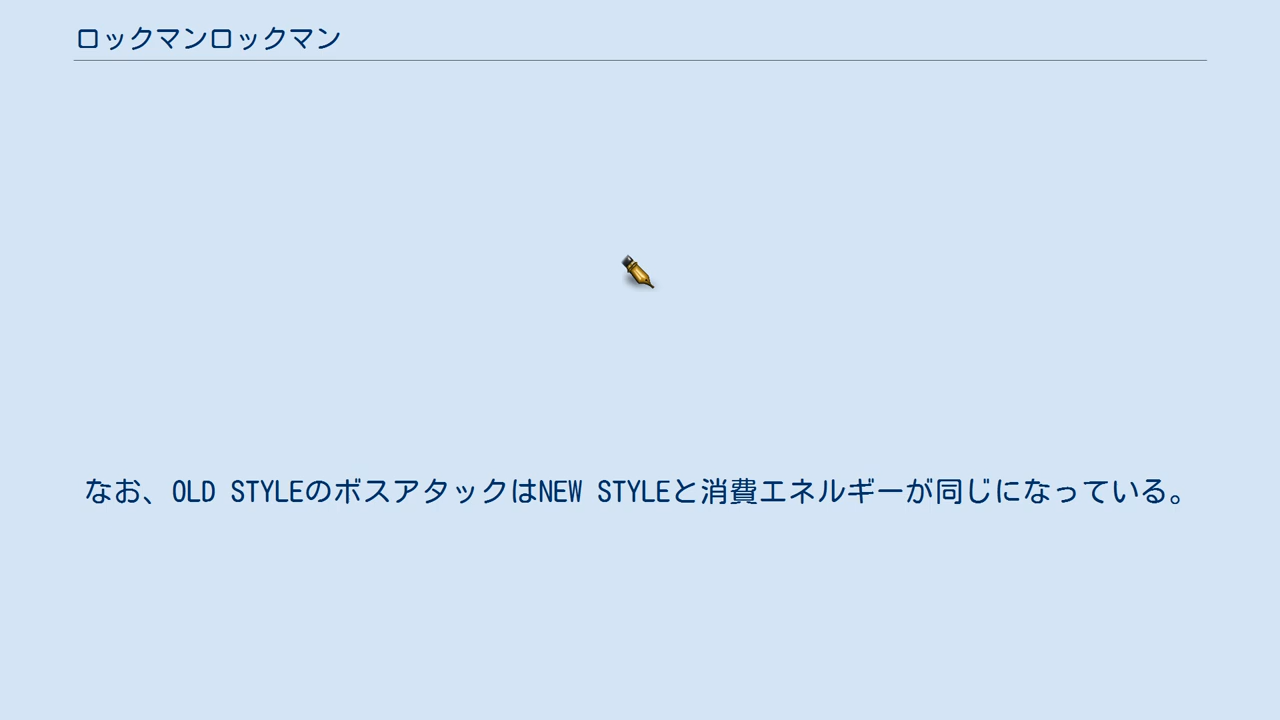 ロックマンロックマン
なお、OLD STYLEのボスアタックはNEW STYLEと消費エネルギーが同じになっている。